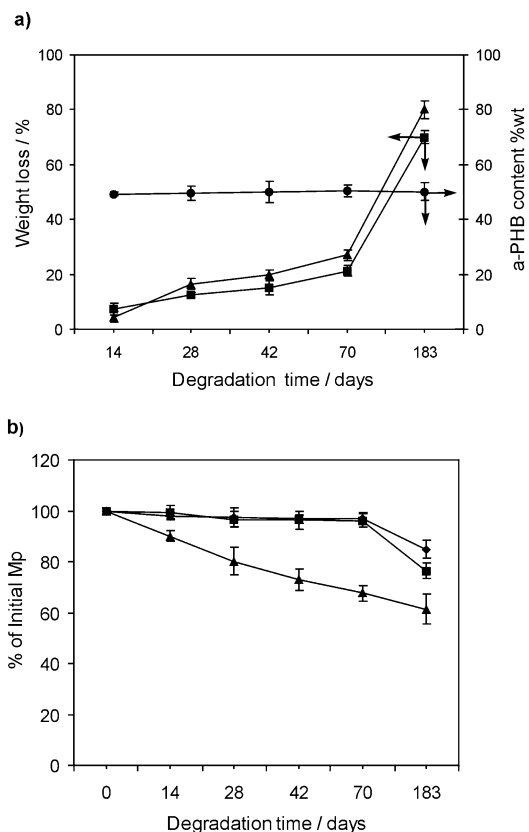 a)
100
80
60
40
20
0
Weight loss / %
100
80
60
40
20
0
a-PHB content %wt
14 28 42 70 183
Degradation time / days
b)
120
100
80
60
40
20
0
% of Initial Mp
0 14 28 42 70 183
Degradation time / days